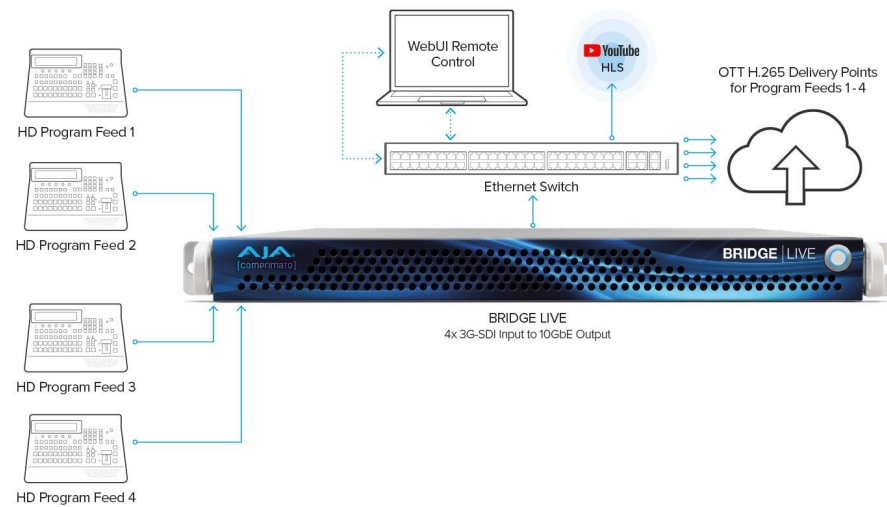 WebUI Remote
Control
YouTube
HLS
OTT H.265 Delivery Points
for Program Feeds 1-4
HD Program Feed 1
Ethernet Switch
HD Program Feed 2
AJA
[comprimato]
BRIDGE | LIVE
BRIDGE LIVE
4x 3G-SDI Input to 10GbE Output
HD Program Feed 3
HD Program Feed 4